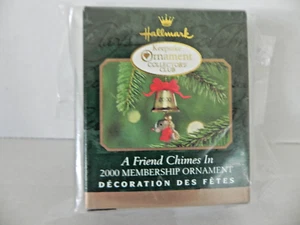 Hallmark
Keepsake
Ornament
COLLECTOR'S
CLUB
A Friend Chimes In
2000 MEMBERSHIP ORNAMENT
DÉCORATION DES FÊTES